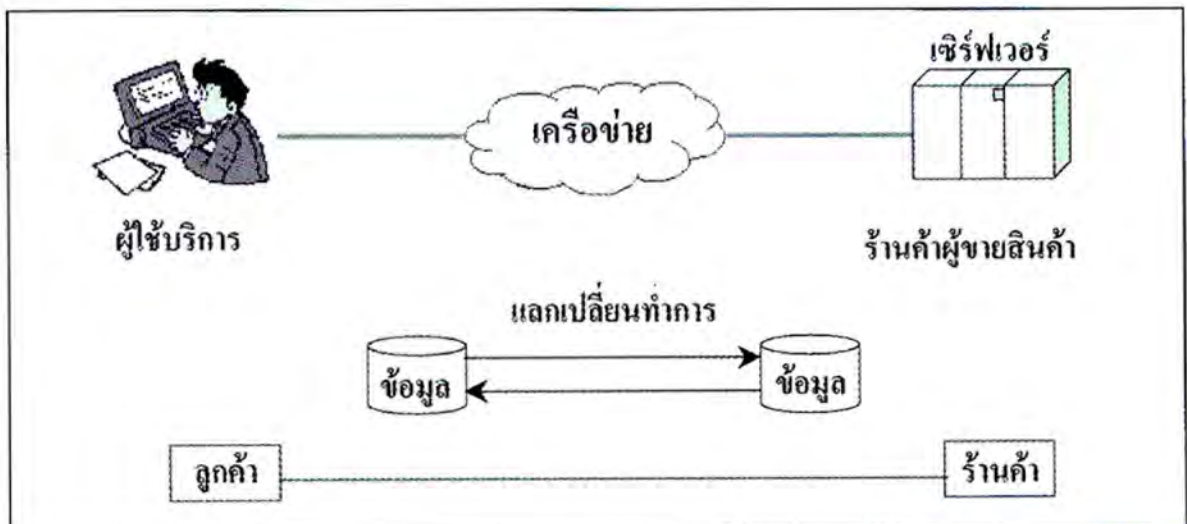 เซิร์ฟเวอร์
เครือข่าย
ผู้ใช้บริการ
ร้านค้าผู้ขายสินค้า
แลกเปลี่ยนทำการ
ข้อมูล
ข้อมูล
ลูกค้า
ร้านค้า